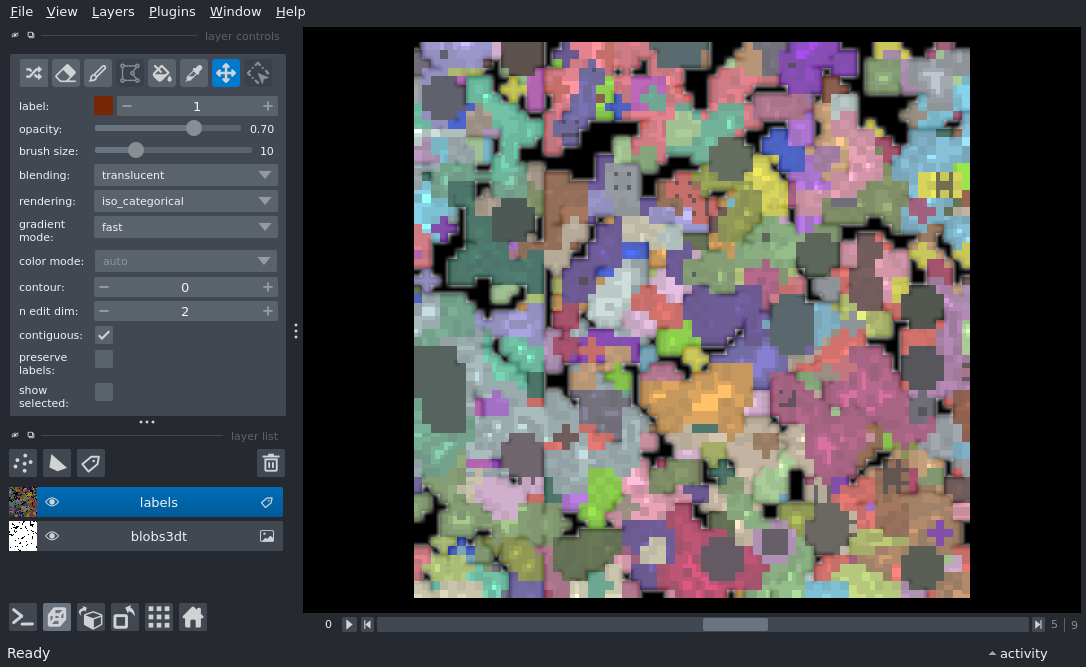 File View Layers Plugins Window Help
layer controls
label: 1
opacity: 0.70
brush size: 10
blending: translucent
rendering: iso_categorical
gradient mode: fast
color mode: auto
contour: 0
n edit dim: 2
contiguous:
preserve labels:
show selected:
layer list
labels
blobs3dt
0 5 9
Ready activity